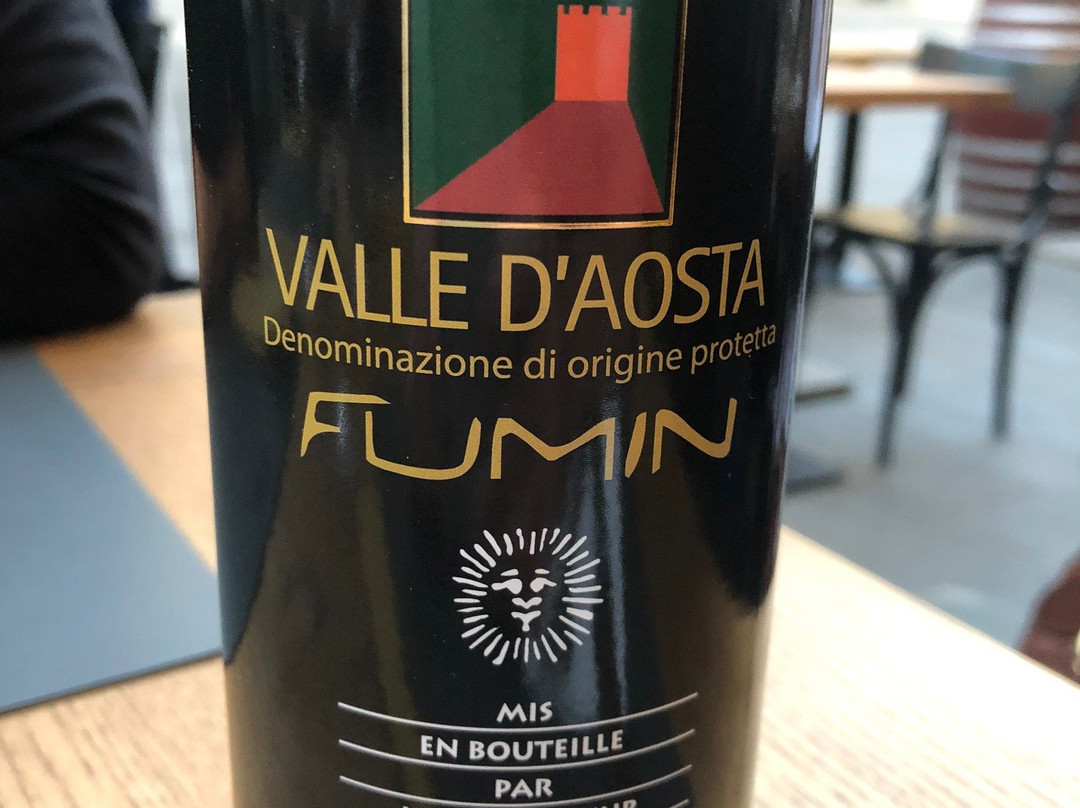 VALLE D'AOSTA
Denominazione di origine protetta
FUMIN
MIS
EN BOUTEILLE
PAR